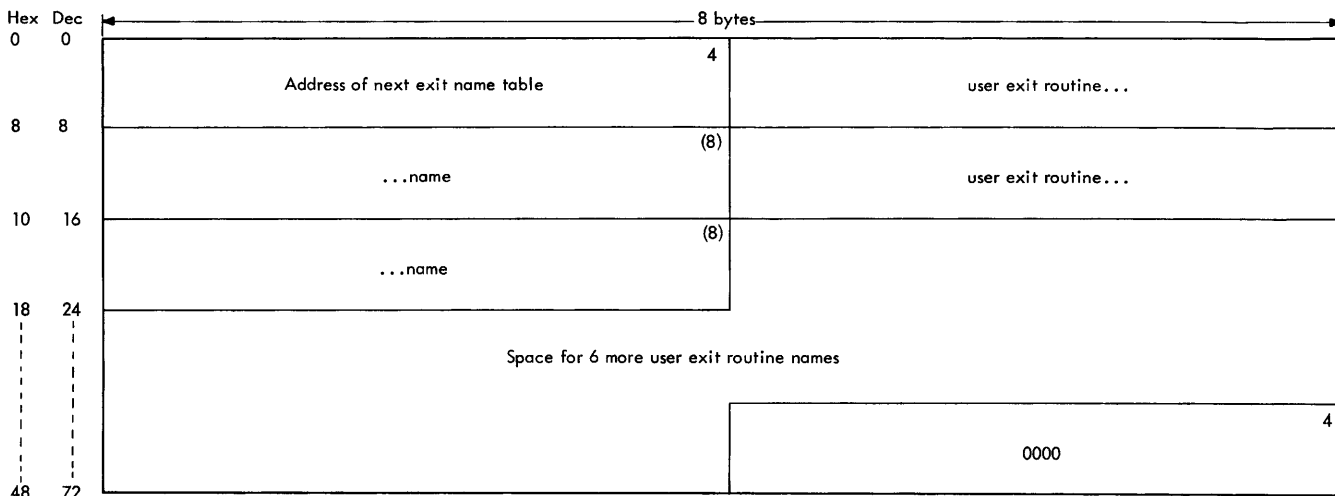 Hex Dec 8 bytes
0 0
4
Address of next exit name table user exit routine...
8 8
(8)
...name user exit routine...
10 16
(8)
...name
18 24
Space for 6 more user exit routine names
4
0000
48 72